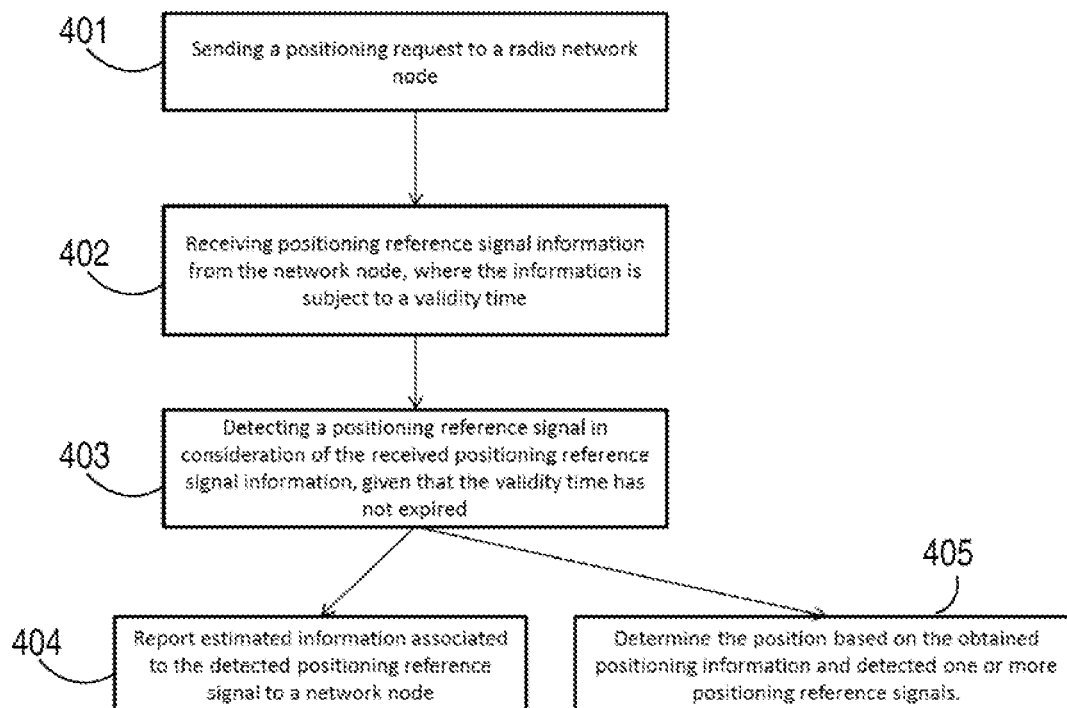 401
Sending a positioning request to a radio network
node
402
Receiving positioning reference signal information
from the network node, where the information is
subject to a validity time
403
Detecting a positioning reference signal in
consideration of the received positioning reference
signal information, given that the validity time has
not expired
405
404
Report estimated information associated
to the detected positioning reference
signal to a network node
Determine the position based on the obtained
positioning information and detected one or more
positioning reference signals.